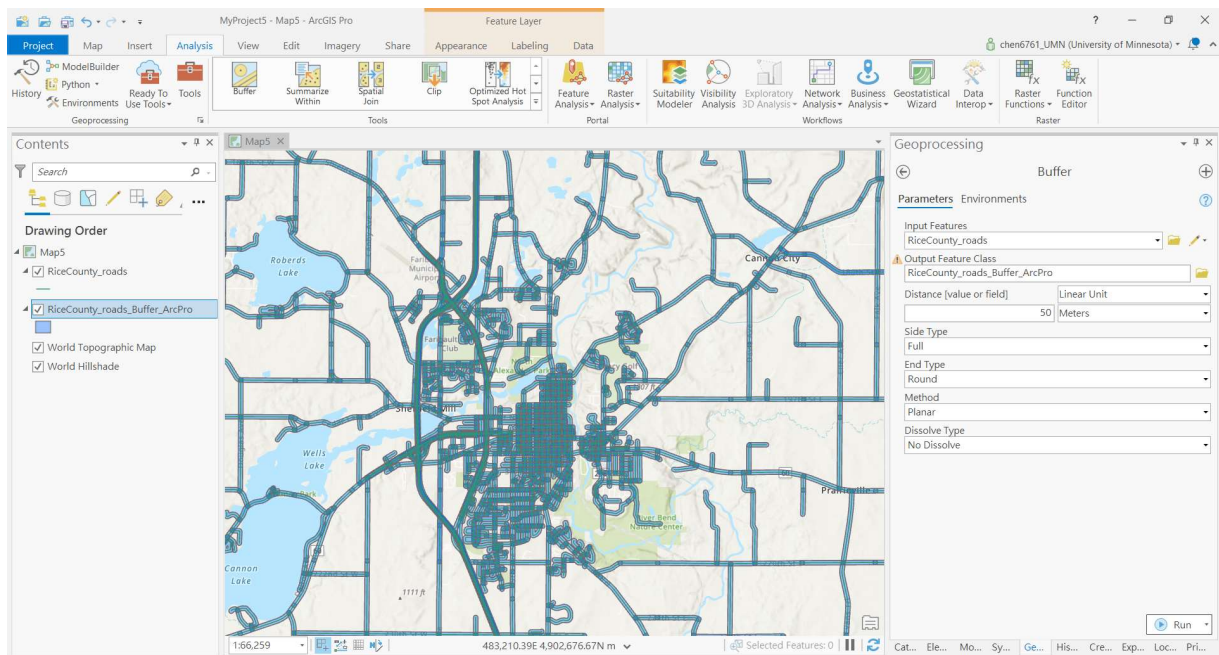 MyProject5 - Map5 - ArcGIS Pro
Feature Layer
?
Project Map Insert Analysis View Edit Imagery Share Appearance Labeling Data
chen6761_UMN (University of Minnesota)
History
ModelBuilder
Python
Environments
Ready To Use Tools
Tools
Geoprocessing
Buffer
Summarize Within
Spatial Join
Clip
Optimized Hot Spot Analysis
Tools
Feature Analysis
Raster Analysis
Portal
Suitability Modeler
Visibility Analysis
Exploratory 3D Analysis
Network Analysis
Business Analysis
Geostatistical Wizard
Data Interop
Workflows
Raster Functions
Function Editor
Raster
Contents
Search
Drawing Order
Map5
RiceCounty_roads
RiceCounty_roads_Buffer_ArcPro
World Topographic Map
World Hillshade
Map5
Roberds
Lake
Wells
Lake
Cannon
Lake
1111 ft
River Bend
Nature Center
60
1:66,259
483,210.39E 4,902,676.67N m
Selected Features: 0
Geoprocessing
Buffer
Parameters Environments
Input Features
RiceCounty_roads
Output Feature Class
RiceCounty_roads_Buffer_ArcPro
Distance [value or field]
Linear Unit
50 Meters
Side Type
Full
End Type
Round
Method
Planar
Dissolve Type
No Dissolve
Run
Cat... Ele... Mo... Sy... Ge... His... Cre... Exp... Loc... Pri...